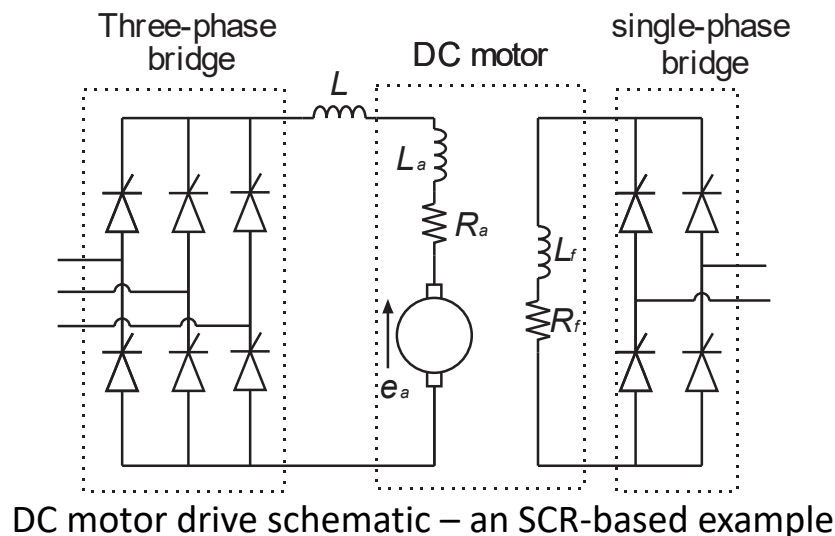 Three-phase
bridge
DC motor
single-phase
bridge
L
La
Ra
ea
Lf
Rf
DC motor drive schematic – an SCR-based example